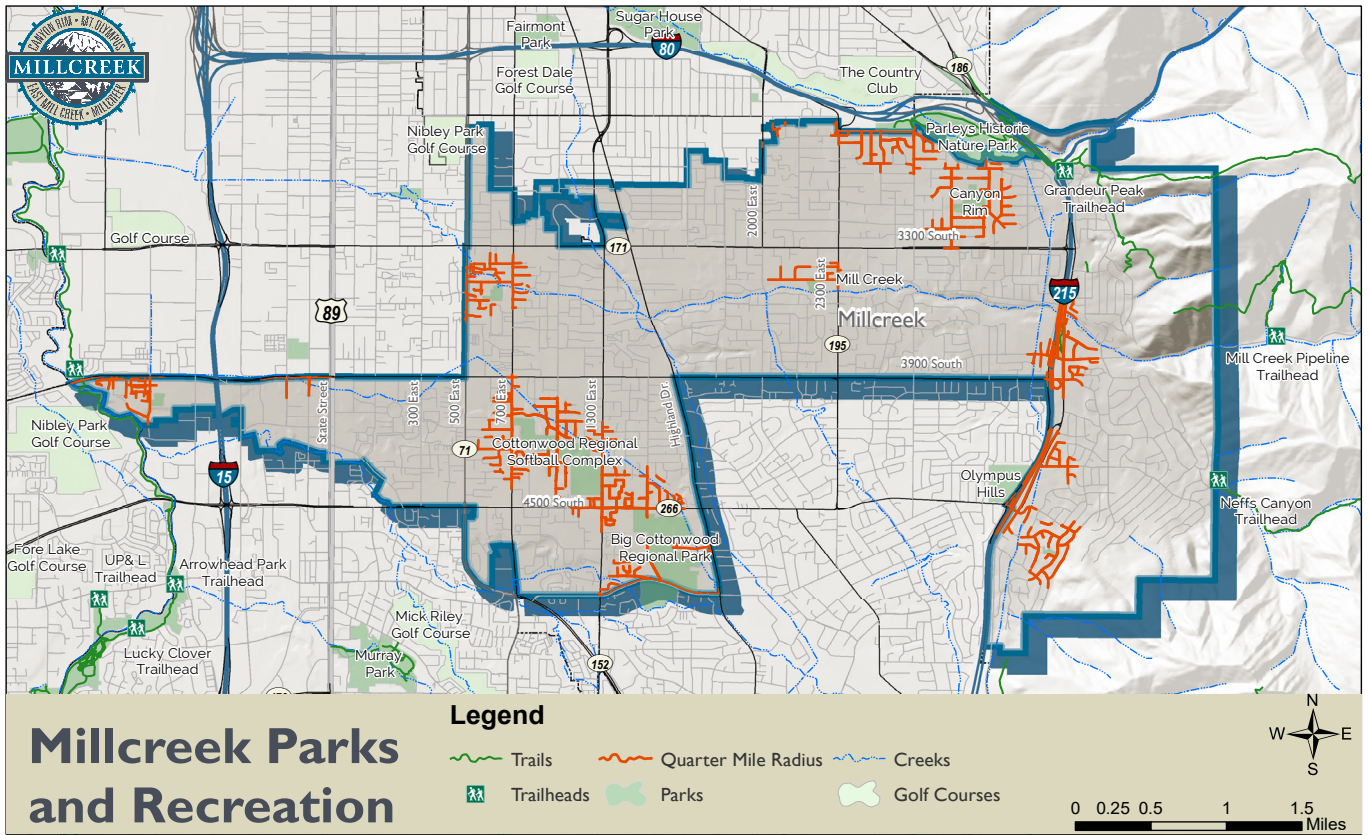 CANYON RIM • MT OLYMPUS
MILLCREEK
EAST MILL CREEK • MILLCREEK
Fairmont
Park
Sugar House
Park
80
Forest Dale
Golf Course
The Country
Club
186
Nibley Park
Golf Course
Parleys Historic
Nature Park
Canyon
Rim
Grandeur Peak
Trailhead
2000 East
Golf Course
171
3300 South
2300 East
Mill Creek
215
89
Millcreek
195
3900 South
Mill Creek Pipeline
Trailhead
State Street
300 East
500 East
700 East
1300 East
Highland Dr.
Nibley Park
Golf Course
71
Cottonwood Regional
Softball Complex
15
4500 South
266
Olympus
Hills
Neffs Canyon
Trailhead
Fore Lake
Golf Course
UP& L
Trailhead
Arrowhead Park
Trailhead
Big Cottonwood
Regional Park
Mick Riley
Golf Course
Lucky Clover
Trailhead
Murray
Park
152
Millcreek Parks
and Recreation
Legend
Trails
Quarter Mile Radius
Creeks
Trailheads
Parks
Golf Courses
N
W
E
S
0 0.25 0.5 1 1.5
Miles